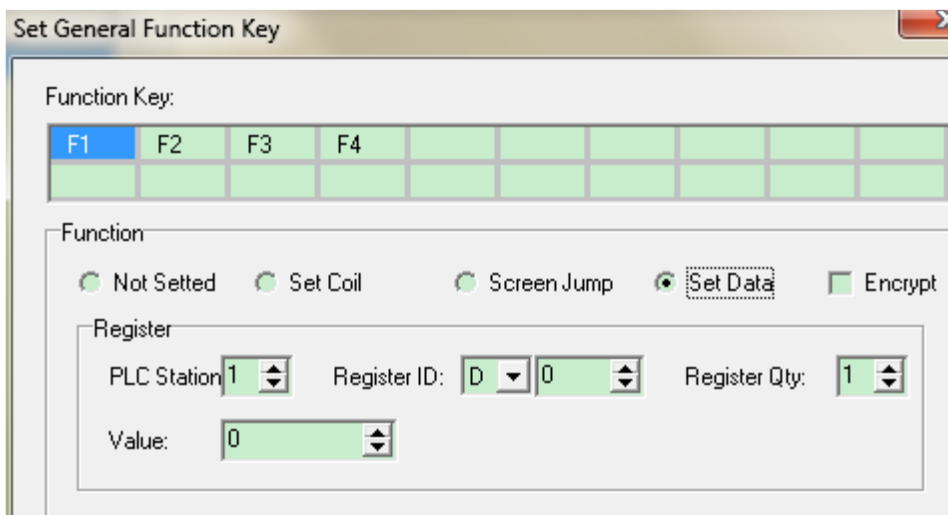 Set General Function Key
Function Key:
F1 F2 F3 F4
Function
Not Setted Set Coil Screen Jump Set Data Encrypt
Register
PLC Station 1 Register ID: D 0 Register Qty: 1
Value: 0